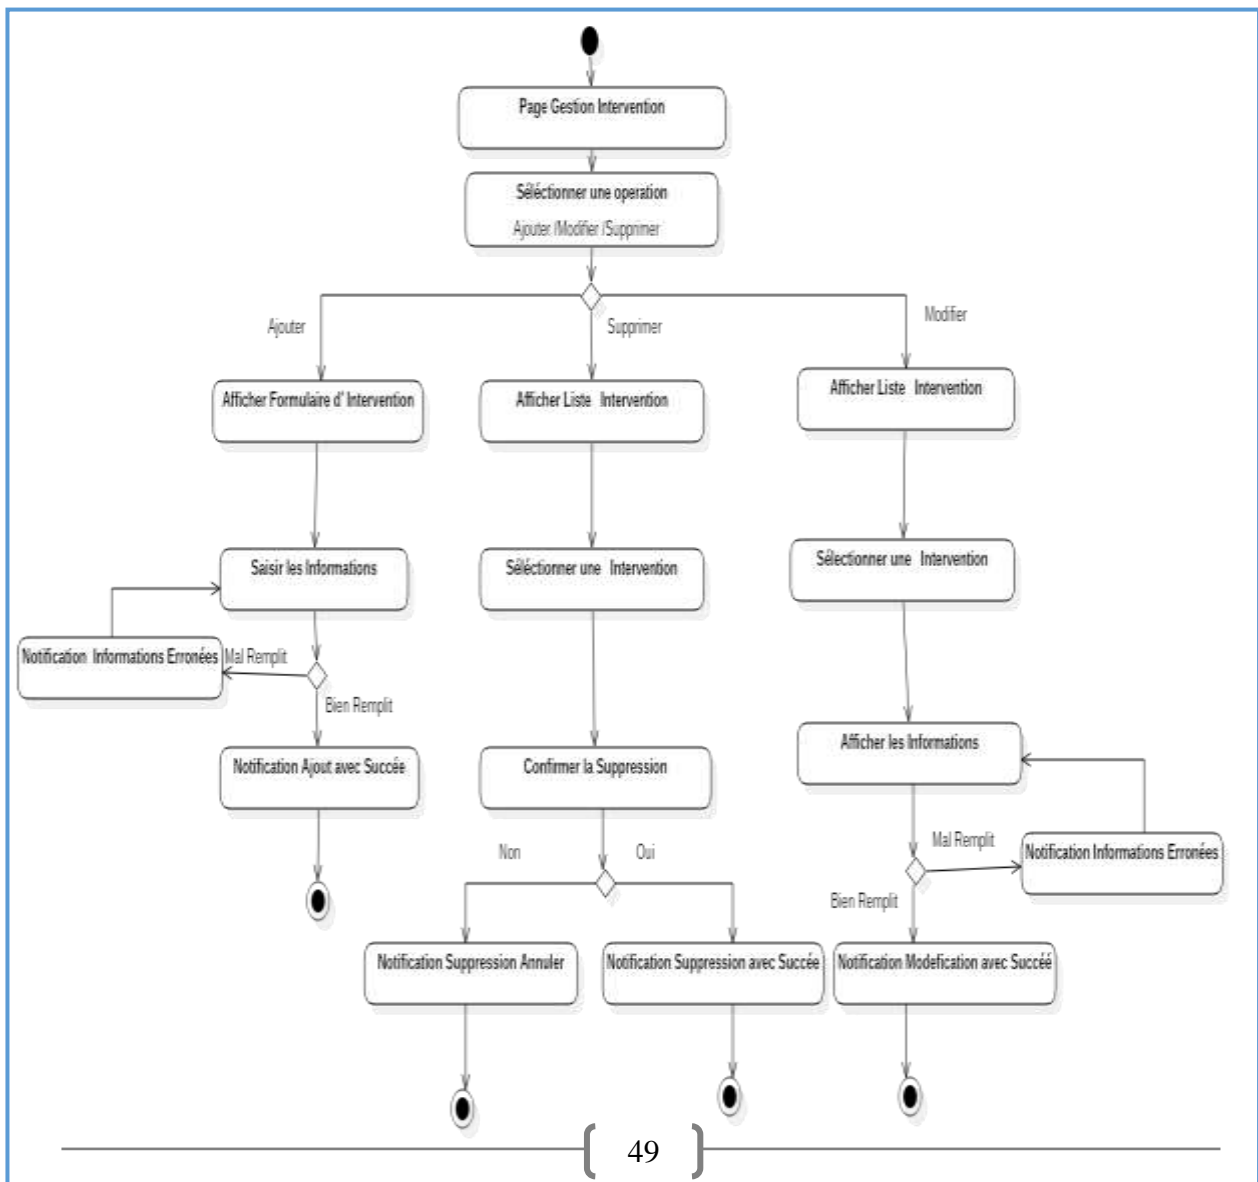 Page Gestion Intervention
Séléctionner une operation
Ajouter /Modifier /Supprimer
Ajouter
Supprimer
Modifier
Afficher Formulaire d' Intervention
Afficher Liste Intervention
Afficher Liste Intervention
Saisir les Informations
Séléctionner une Intervention
Sélectionner une Intervention
Notification Informations Erronées
Mal Remplit
Bien Remplit
Notification Ajout avec Succée
Confirmer la Suppression
Afficher les Informations
Non
Oui
Mal Remplit
Notification Informations Erronées
Bien Remplit
Notification Suppression Annuler
Notification Suppression avec Succée
Notification Modefication avec Succéé
49